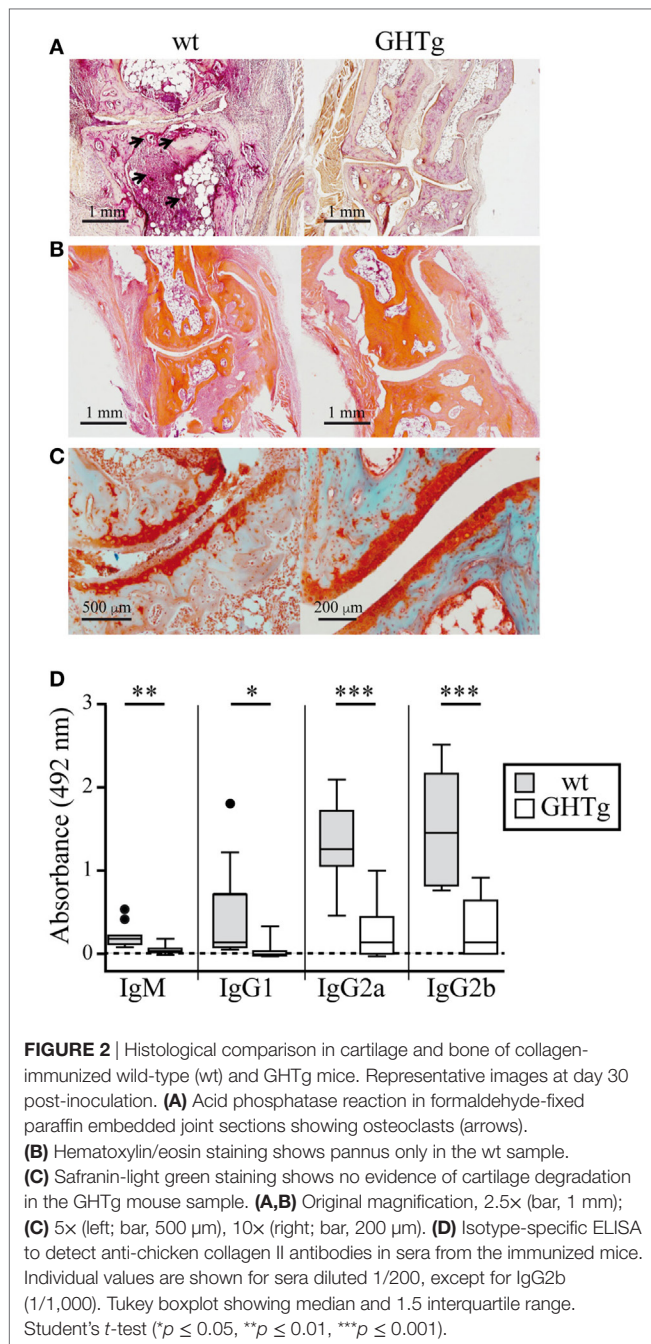 A
wt
GHTg
1 mm
1 mm
B
1 mm
1 mm
C
500 µm
200 µm
D
Absorbance (492 nm)
3
2
1
0
**
*
***
***
wt
GHTg
IgM
IgG1
IgG2a
IgG2b
FIGURE 2 | Histological comparison in cartilage and bone of collagen-
immunized wild-type (wt) and GHTg mice. Representative images at day 30
post-inoculation. (A) Acid phosphatase reaction in formaldehyde-fixed
paraffin embedded joint sections showing osteoclasts (arrows).
(B) Hematoxylin/eosin staining shows pannus only in the wt sample.
(C) Safranin-light green staining shows no evidence of cartilage degradation
in the GHTg mouse sample. (A,B) Original magnification, 2.5× (bar, 1 mm);
(C) 5× (left; bar, 500 µm), 10× (right; bar, 200 µm). (D) Isotype-specific ELISA
to detect anti-chicken collagen II antibodies in sera from the immunized mice.
Individual values are shown for sera diluted 1/200, except for IgG2b
(1/1,000). Tukey boxplot showing median and 1.5 interquartile range.
Student's t-test (*p ≤ 0.05, **p ≤ 0.01, ***p ≤ 0.001).